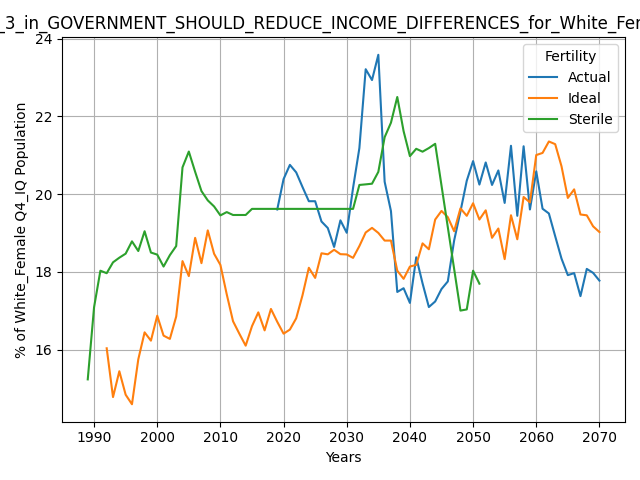 _3_in_GOVERNMENT_SHOULD_REDUCE_INCOME_DIFFERENCES_for_White_Fem
24
22
20
18
16
% of White_Female Q4_IQ Population
Fertility
Actual
Ideal
Sterile
1990 2000 2010 2020 2030 2040 2050 2060 2070
Years